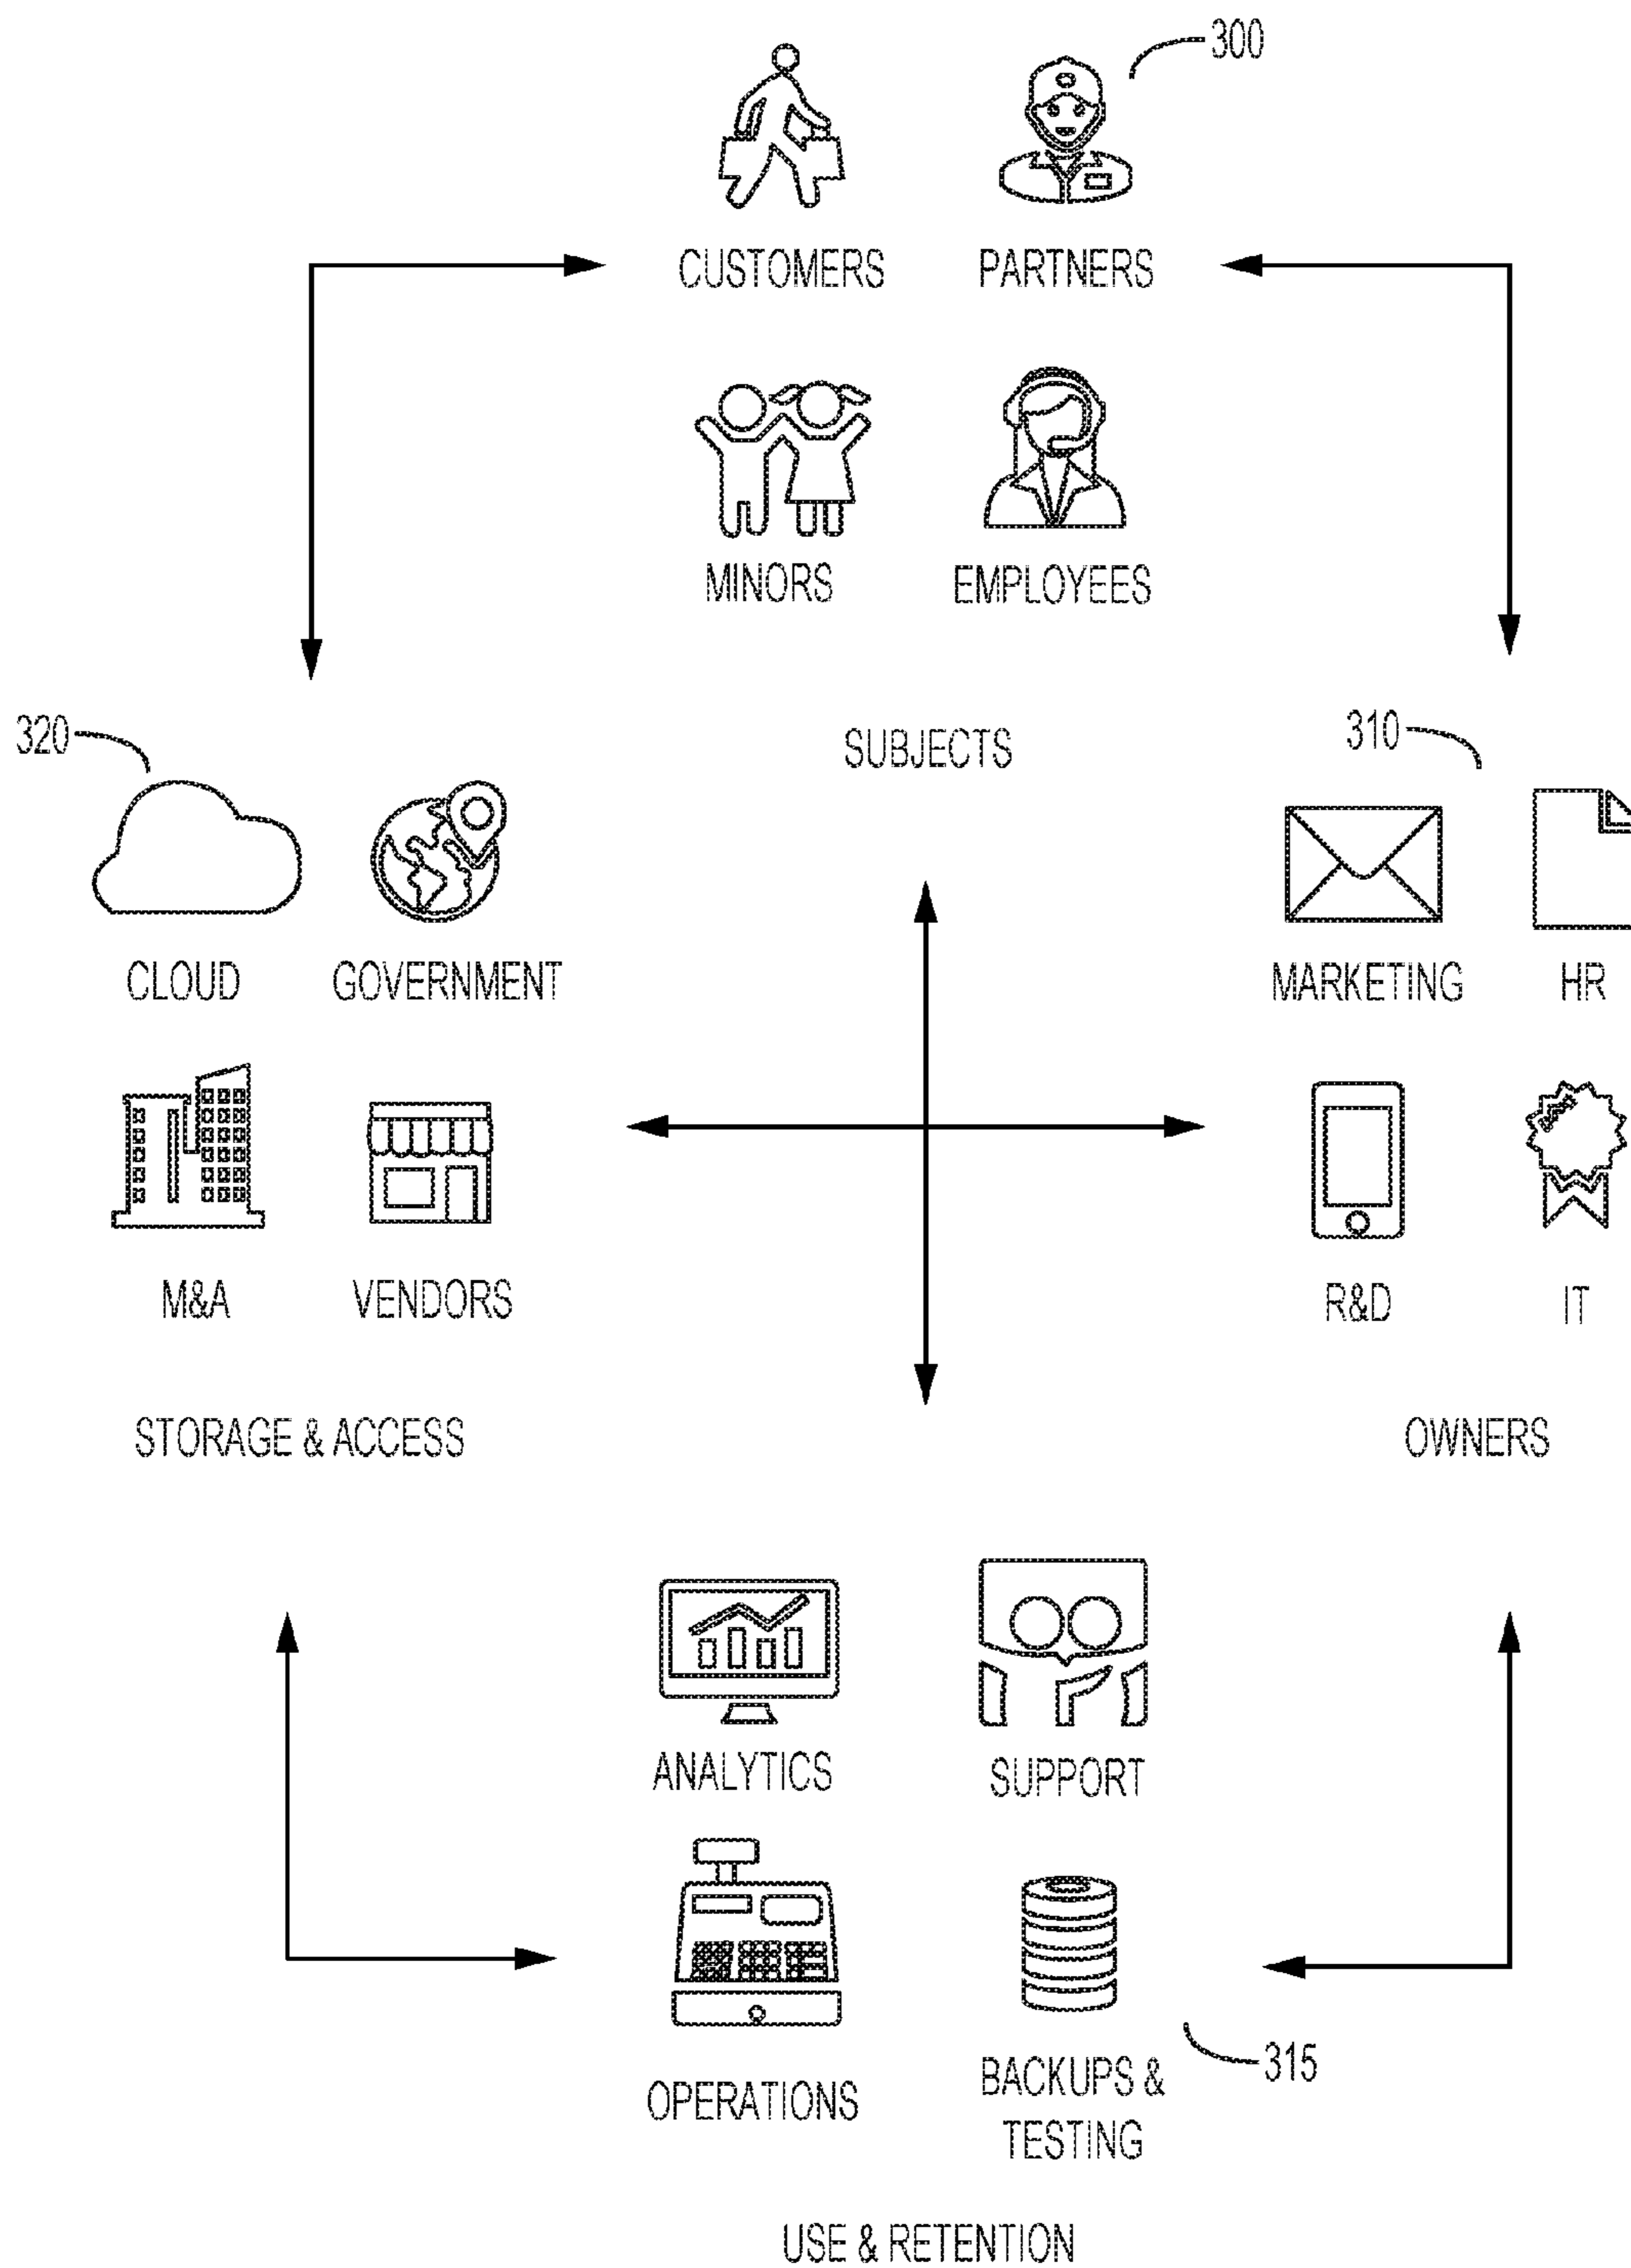 300
CUSTOMERS
PARTNERS
MINORS
EMPLOYEES
SUBJECTS
320
CLOUD
GOVERNMENT
M&A
VENDORS
STORAGE & ACCESS
310
MARKETING
HR
R&D
IT
OWNERS
ANALYTICS
SUPPORT
OPERATIONS
BACKUPS &
TESTING
315
USE & RETENTION